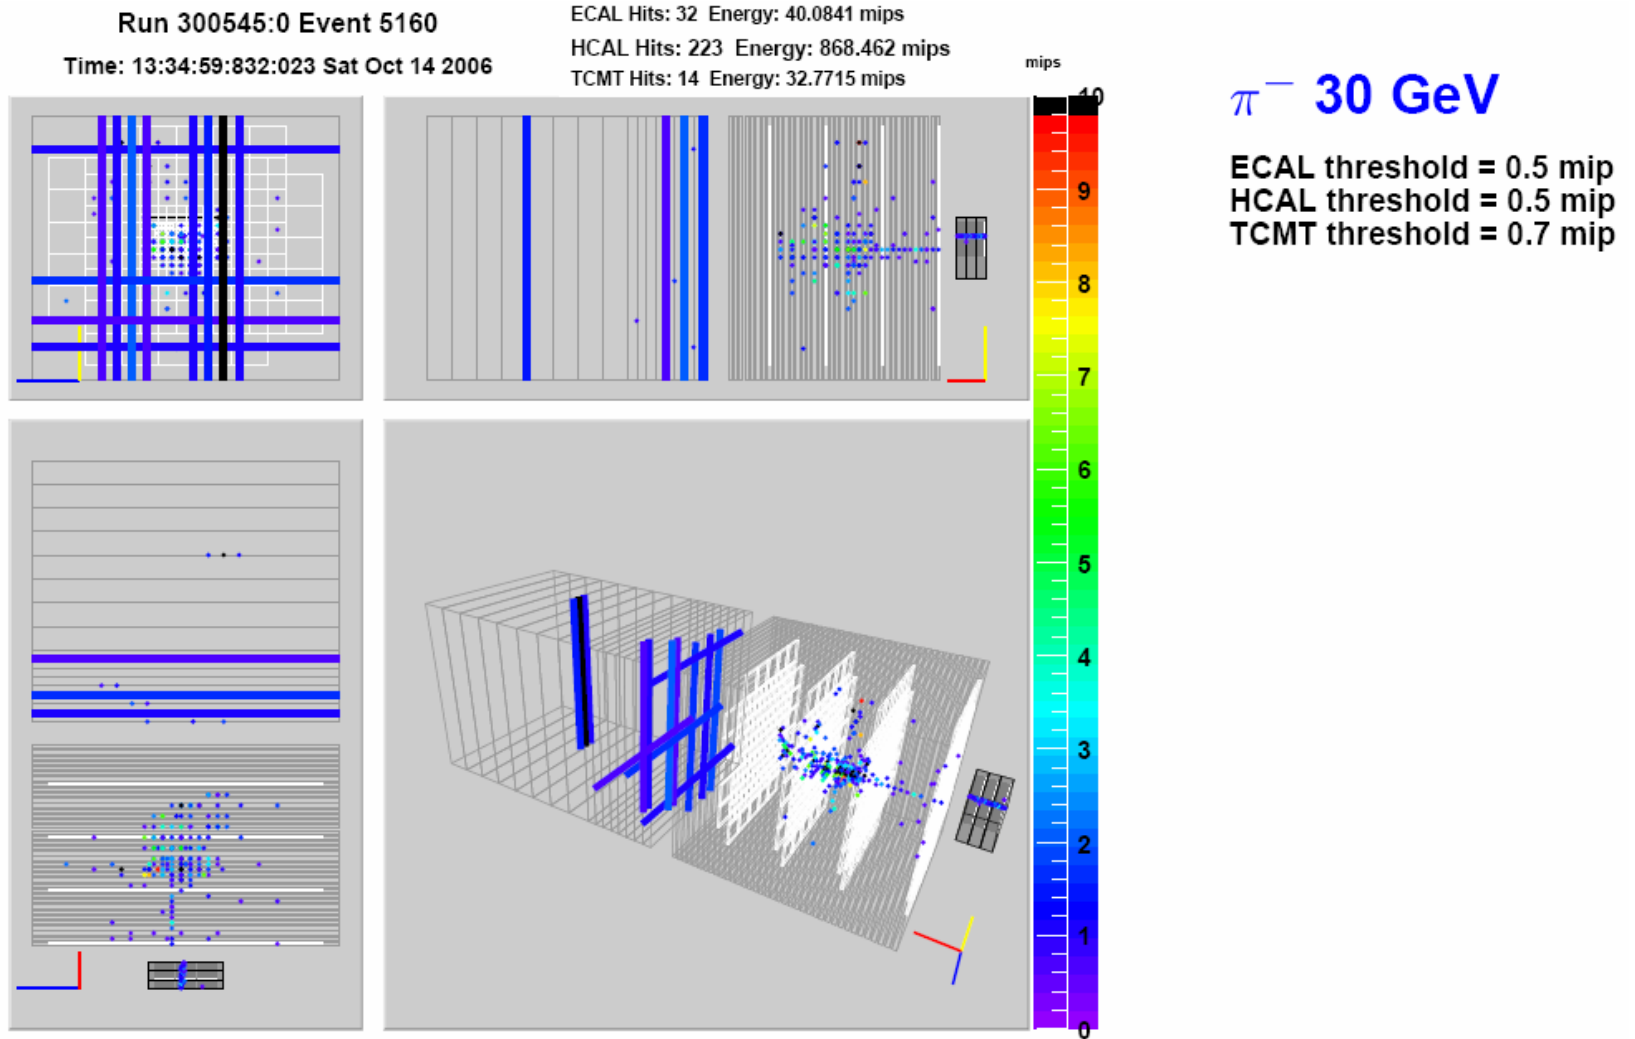 Run 300545:0 Event 5160
Time: 13:34:59:832:023 Sat Oct 14 2006
ECAL Hits: 32 Energy: 40.0841 mips
HCAL Hits: 223 Energy: 868.462 mips
TCMT Hits: 14 Energy: 32.7715 mips
mips
10
9
8
7
6
5
4
3
2
1
0
π⁻ 30 GeV
ECAL threshold = 0.5 mip
HCAL threshold = 0.5 mip
TCMT threshold = 0.7 mip